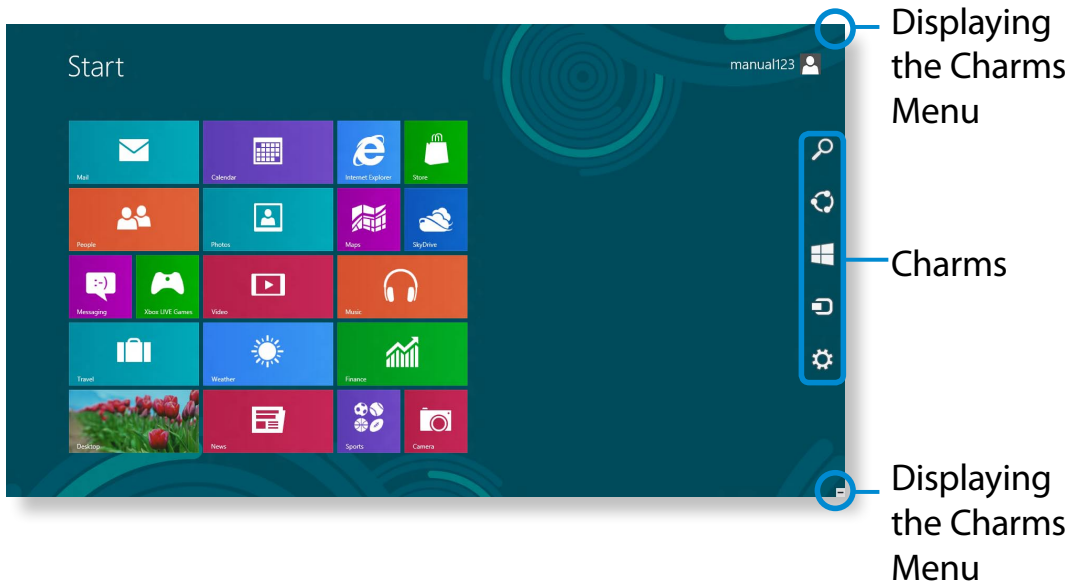 Displaying
the Charms
Menu
Start
manual123
Mail
Calendar
Internet Explorer
Store
People
Photos
Maps
SkyDrive
Charms
:-)
Messaging
Xbox LIVE Games
Video
Music
Travel
Weather
Finance
Desktop
News
Sports
Camera
Displaying
the Charms
Menu